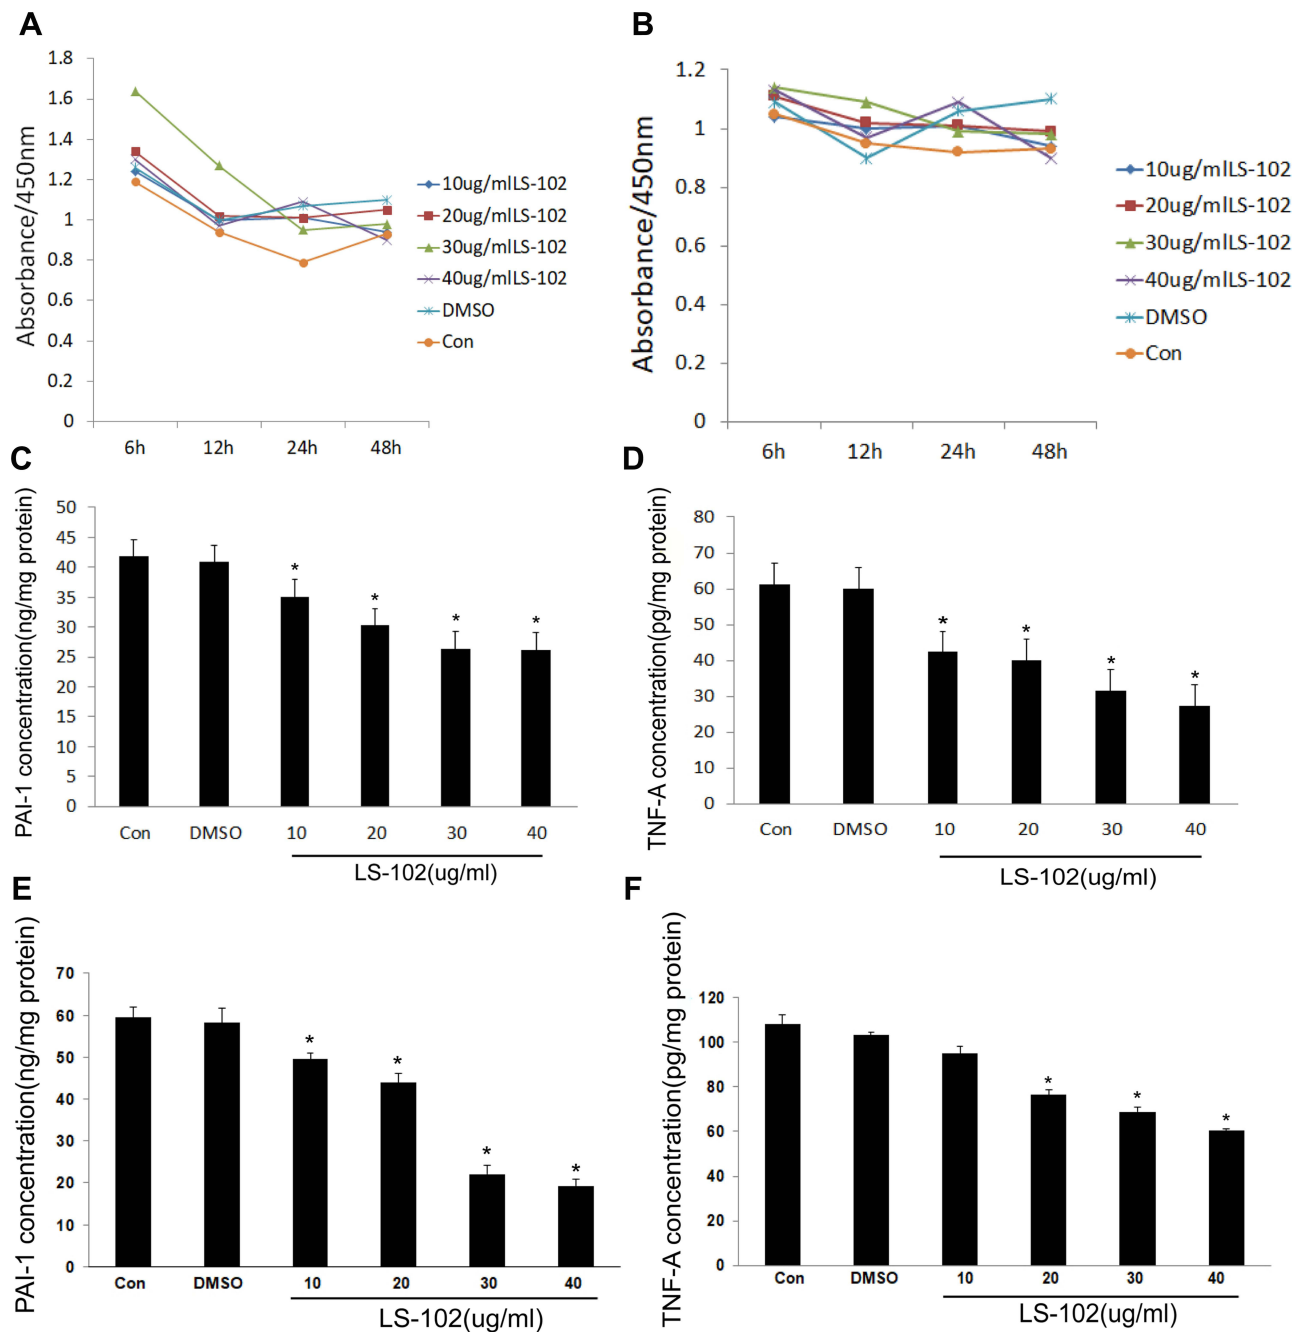 A
1.8
1.6
1.4
1.2
1
0.8
0.6
0.4
0.2
0
Absorbance/450nm
6h 12h 24h 48h
10ug/mlLS-102
20ug/mlLS-102
30ug/mlLS-102
40ug/mlLS-102
DMSO
Con
B
1.2
1
0.8
0.6
0.4
0.2
0
Absorbance/450nm
6h 12h 24h 48h
10ug/mlLS-102
20ug/mlLS-102
30ug/mlLS-102
40ug/mlLS-102
DMSO
Con
C
PAI-1 concentration(ng/mg protein)
50
45
40
35
30
25
20
15
10
5
0
* * * *
Con DMSO 10 20 30 40
LS-102(ug/ml)
D
TNF-A concentration(pg/mg protein)
80
70
60
50
40
30
20
10
0
* * * *
Con DMSO 10 20 30 40
LS-102(ug/ml)
E
PAI-1 concentration(ng/mg protein)
70
60
50
40
30
20
10
0
* * * *
Con DMSO 10 20 30 40
LS-102(ug/ml)
F
TNF-A concentration(pg/mg protein)
120
100
80
60
40
20
0
* * *
Con DMSO 10 20 30 40
LS-102(ug/ml)